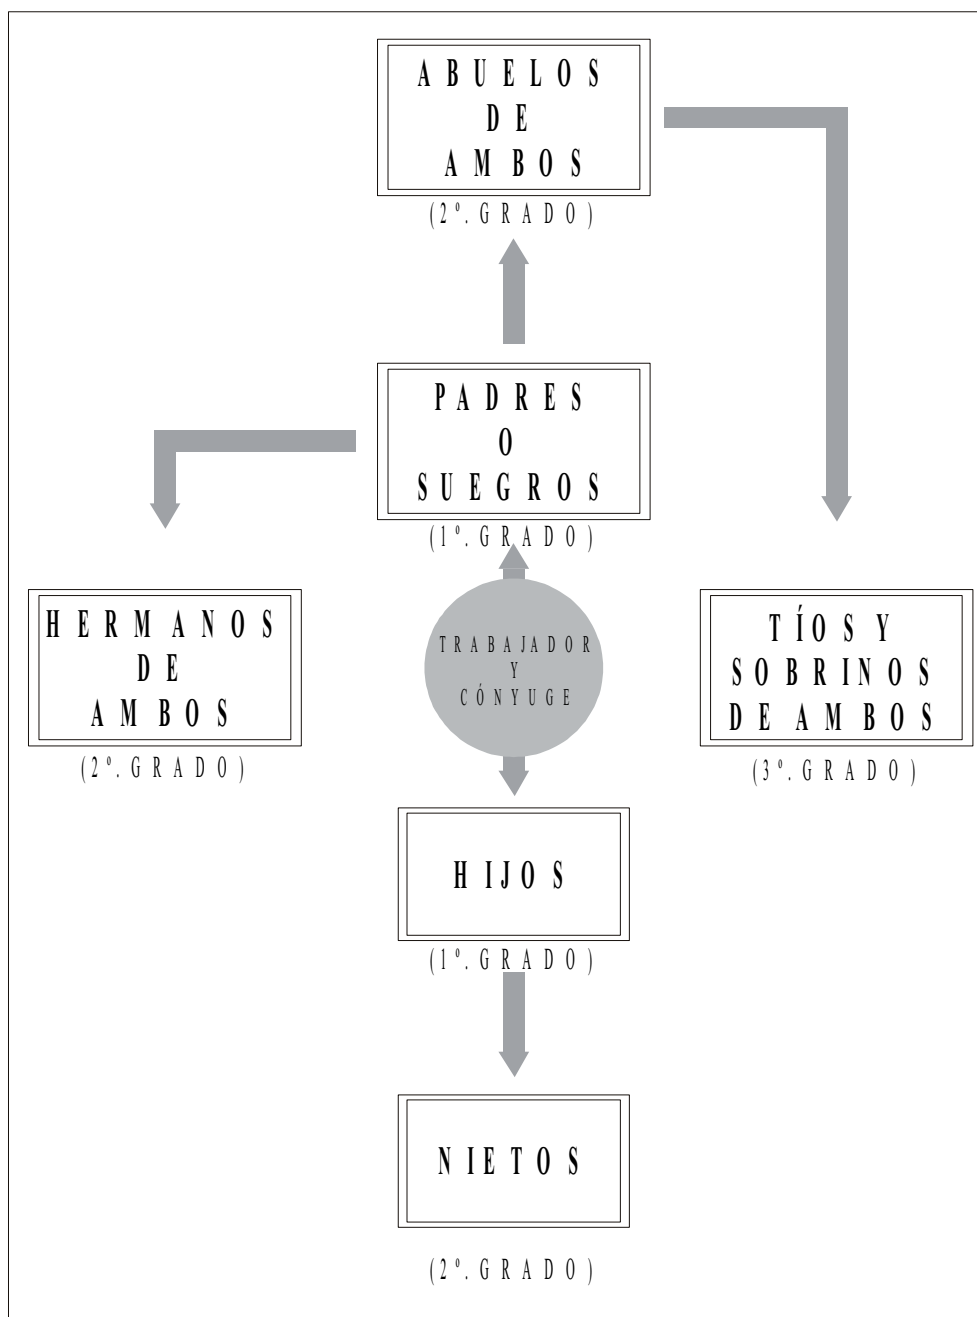 ABUELOS
DE
AMBOS
(2º.GRADO)
PADRES
O
SUEGROS
(1º.GRADO)
HERMANOS
DE
AMBOS
(2º.GRADO)
TRABAJADOR
Y
CÓNYUGE
TÍOS Y
SOBRINOS
DE AMBOS
(3º.GRADO)
HIJOS
(1º.GRADO)
NIETOS
(2º.GRADO)